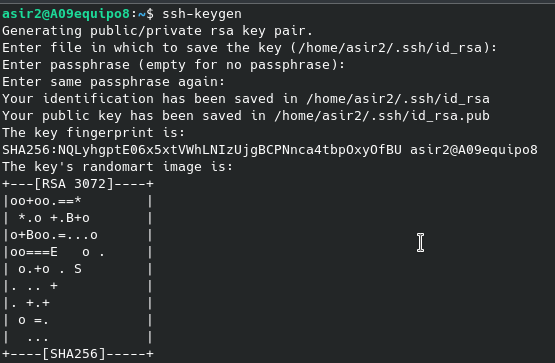 asir2@A09equipo8:~$ ssh-keygen
Generating public/private rsa key pair.
Enter file in which to save the key (/home/asir2/.ssh/id_rsa):
Enter passphrase (empty for no passphrase):
Enter same passphrase again:
Your identification has been saved in /home/asir2/.ssh/id_rsa
Your public key has been saved in /home/asir2/.ssh/id_rsa.pub
The key fingerprint is:
SHA256:NQLyhgptE06x5xtVWhLNIzUjgBCPNnca4tbpOxyOfBU asir2@A09equipo8
The key's randomart image is:
+---[RSA 3072]----+
|oo+oo.==*        |
| *.o +.B+o       |
|o+Boo.=...o      |
|oo===E   o .     |
| o.+o . S        |
|. .. +           |
|. +.+            |
| o =.            |
|  ...            |
+----[SHA256]-----+